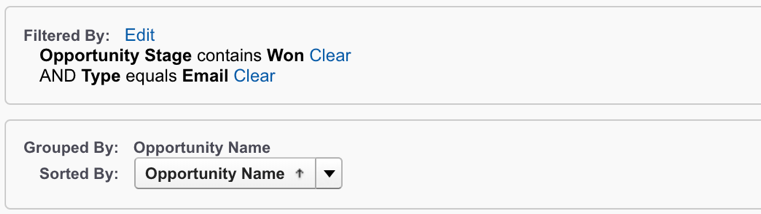 Filtered By: Edit
Opportunity Stage contains Won Clear
AND Type equals Email Clear
Grouped By: Opportunity Name
Sorted By: Opportunity Name ↑